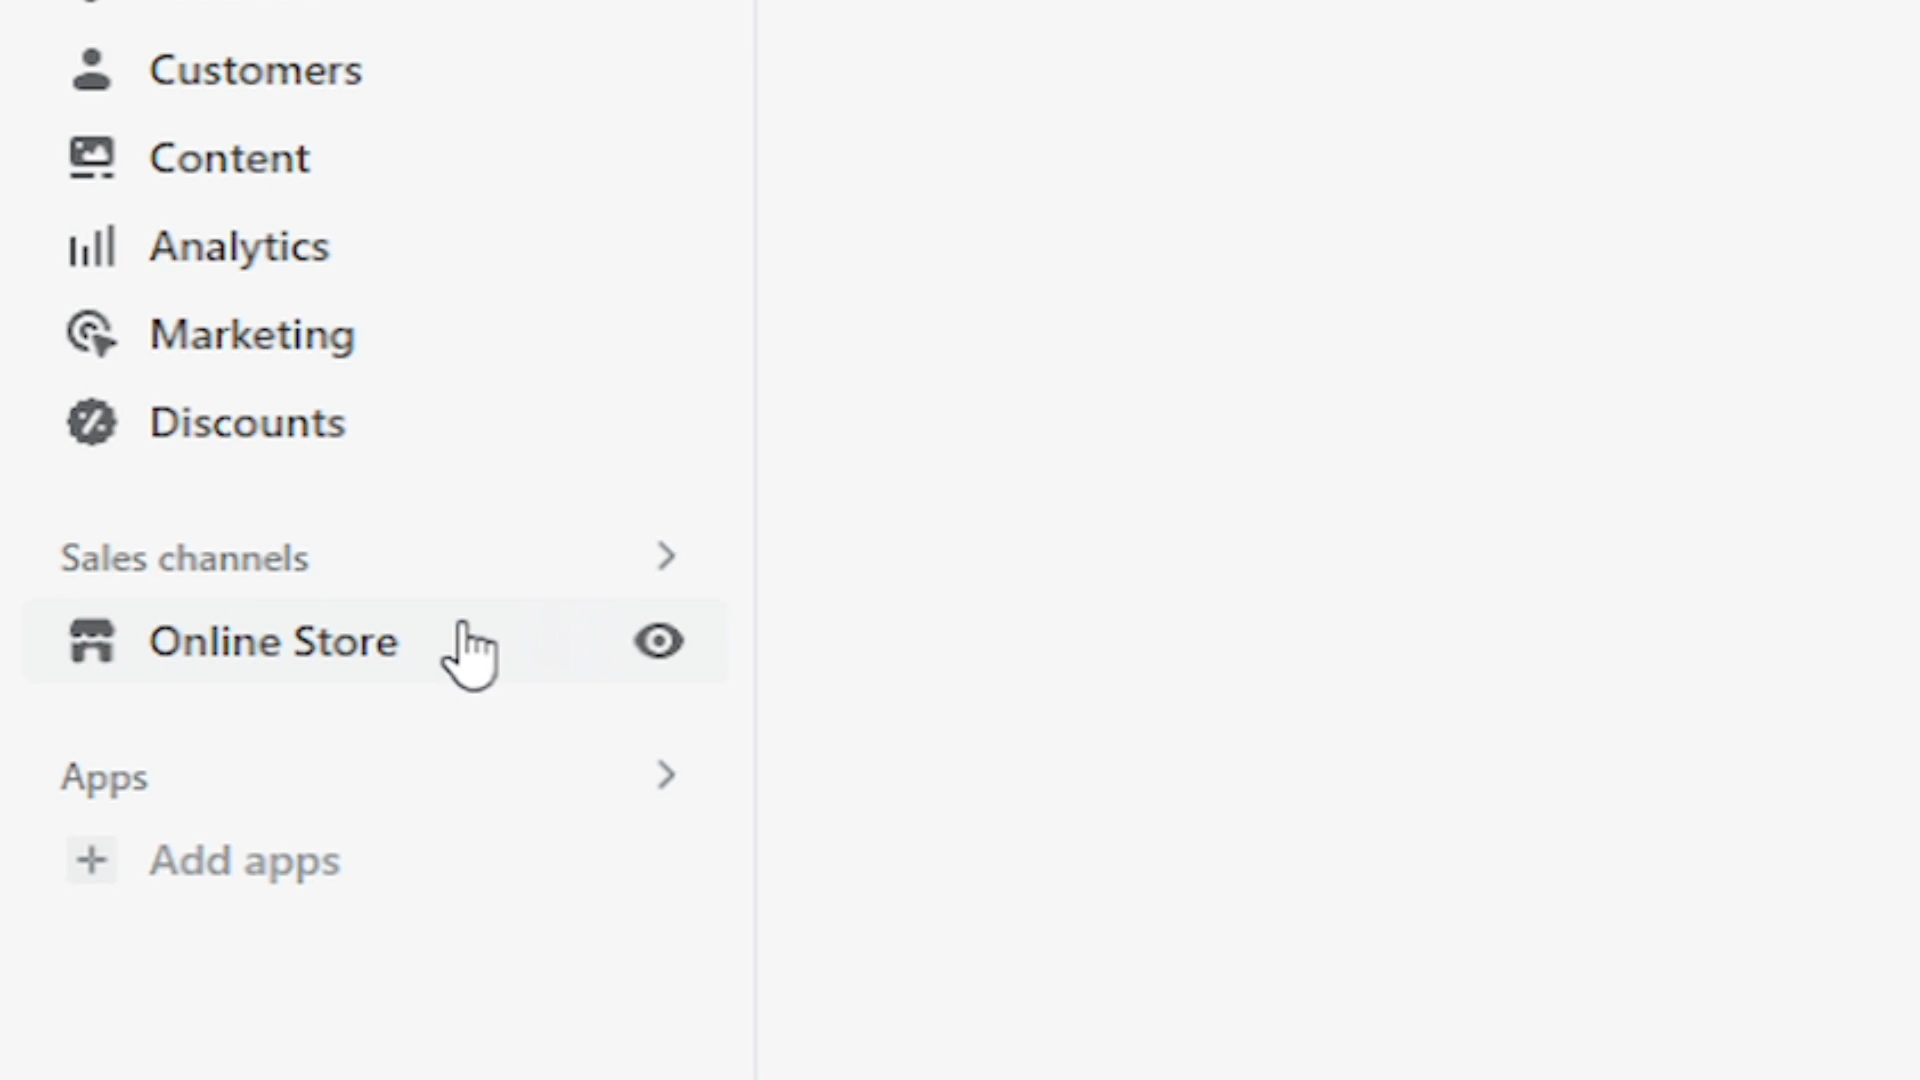 Customers
Content
Analytics
Marketing
Discounts
Sales channels
Online Store
Apps
Add apps